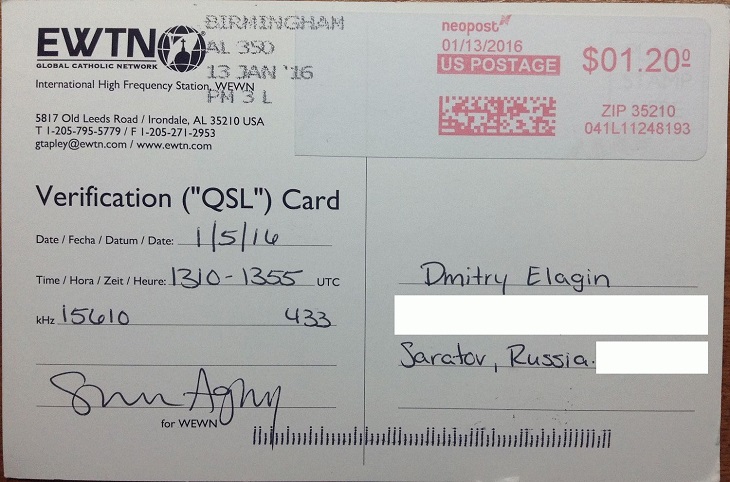 EWTN
GLOBAL CATHOLIC NETWORK
International High Frequency Station, WEWN
BIRMINGHAM
AL 350
13 JAN '16
PM 3 L
neopost
01/13/2016
US POSTAGE
$01.20⁰
ZIP 35210
041L11248193
5817 Old Leeds Road / Irondale, AL 35210 USA
T 1-205-795-5779 / F 1-205-271-2953
gtapley@ewtn.com / www.ewtn.com
Verification ("QSL") Card
Date / Fecha / Datum / Date: 1/5/16
Time / Hora / Zeit / Heure: 1310-1355 UTC
kHz 15610 433
for WEWN
Dmitry Elagin
Saratov, Russia.